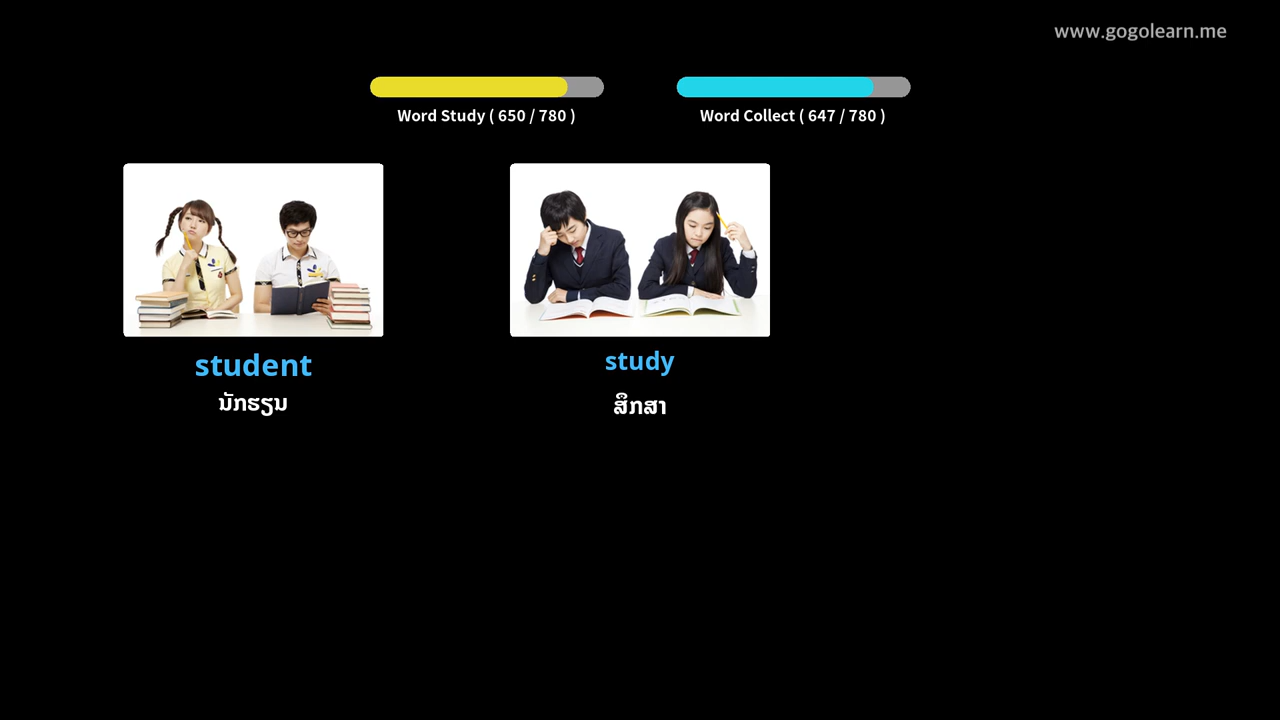 www.gogolearn.me
Word Study ( 650 / 780 )
Word Collect ( 647 / 780 )
student
ນັກຮຽນ
study
ສຶກສາ